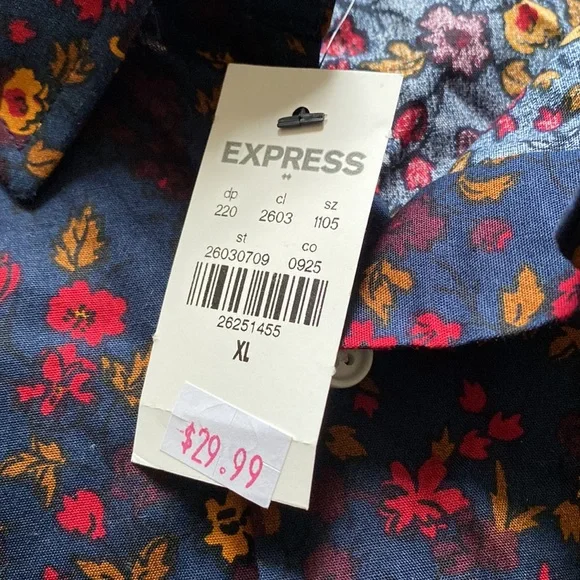 EXPRESS
dp cl sz
220 2603 1105
st co
26030709 0925
26251455
XL
$29.99